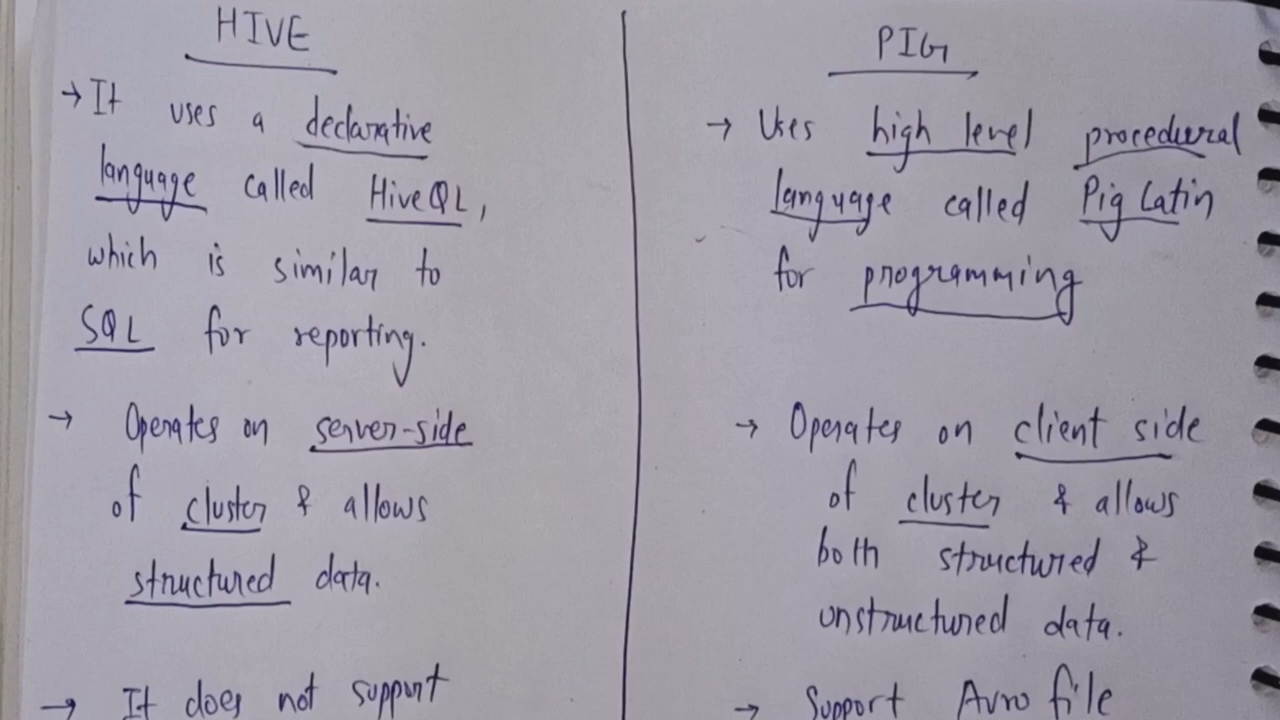 HIVE
→ It uses a declarative
language called HiveQL,
which is similar to
SQL for reporting.
→ Operates on server-side
of cluster & allows
structured data.
→ It does not support
PIG
→ Uses high level procedural
language called Pig Latin
for programming
→ Operates on client side
of cluster & allows
both structured &
unstructured data.
→ Support Avro file